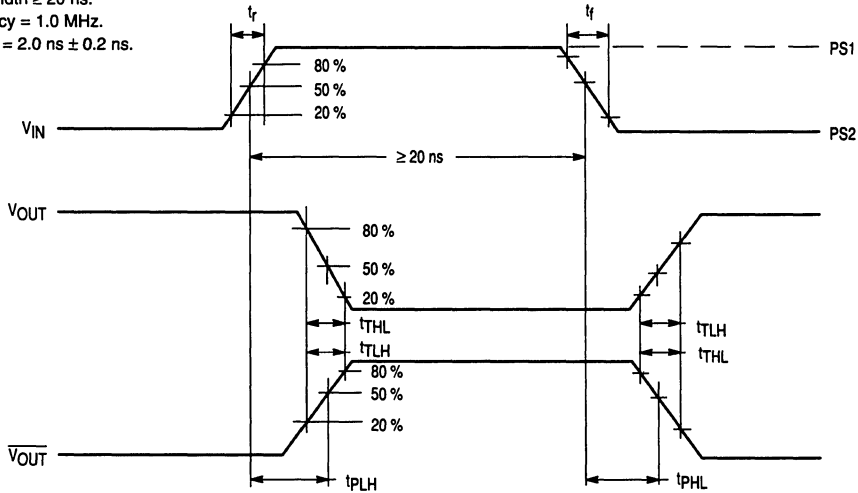 ≥ 20 ns.
cy = 1.0 MHz.
= 2.0 ns ± 0.2 ns.
tr
tf
PS1
80 %
50 %
20 %
VIN
PS2
≥ 20 ns
VOUT
80 %
50 %
20 %
tTHL
tTLH
tTLH
tTHL
80 %
50 %
20 %
VOUT
tPLH
tPHL